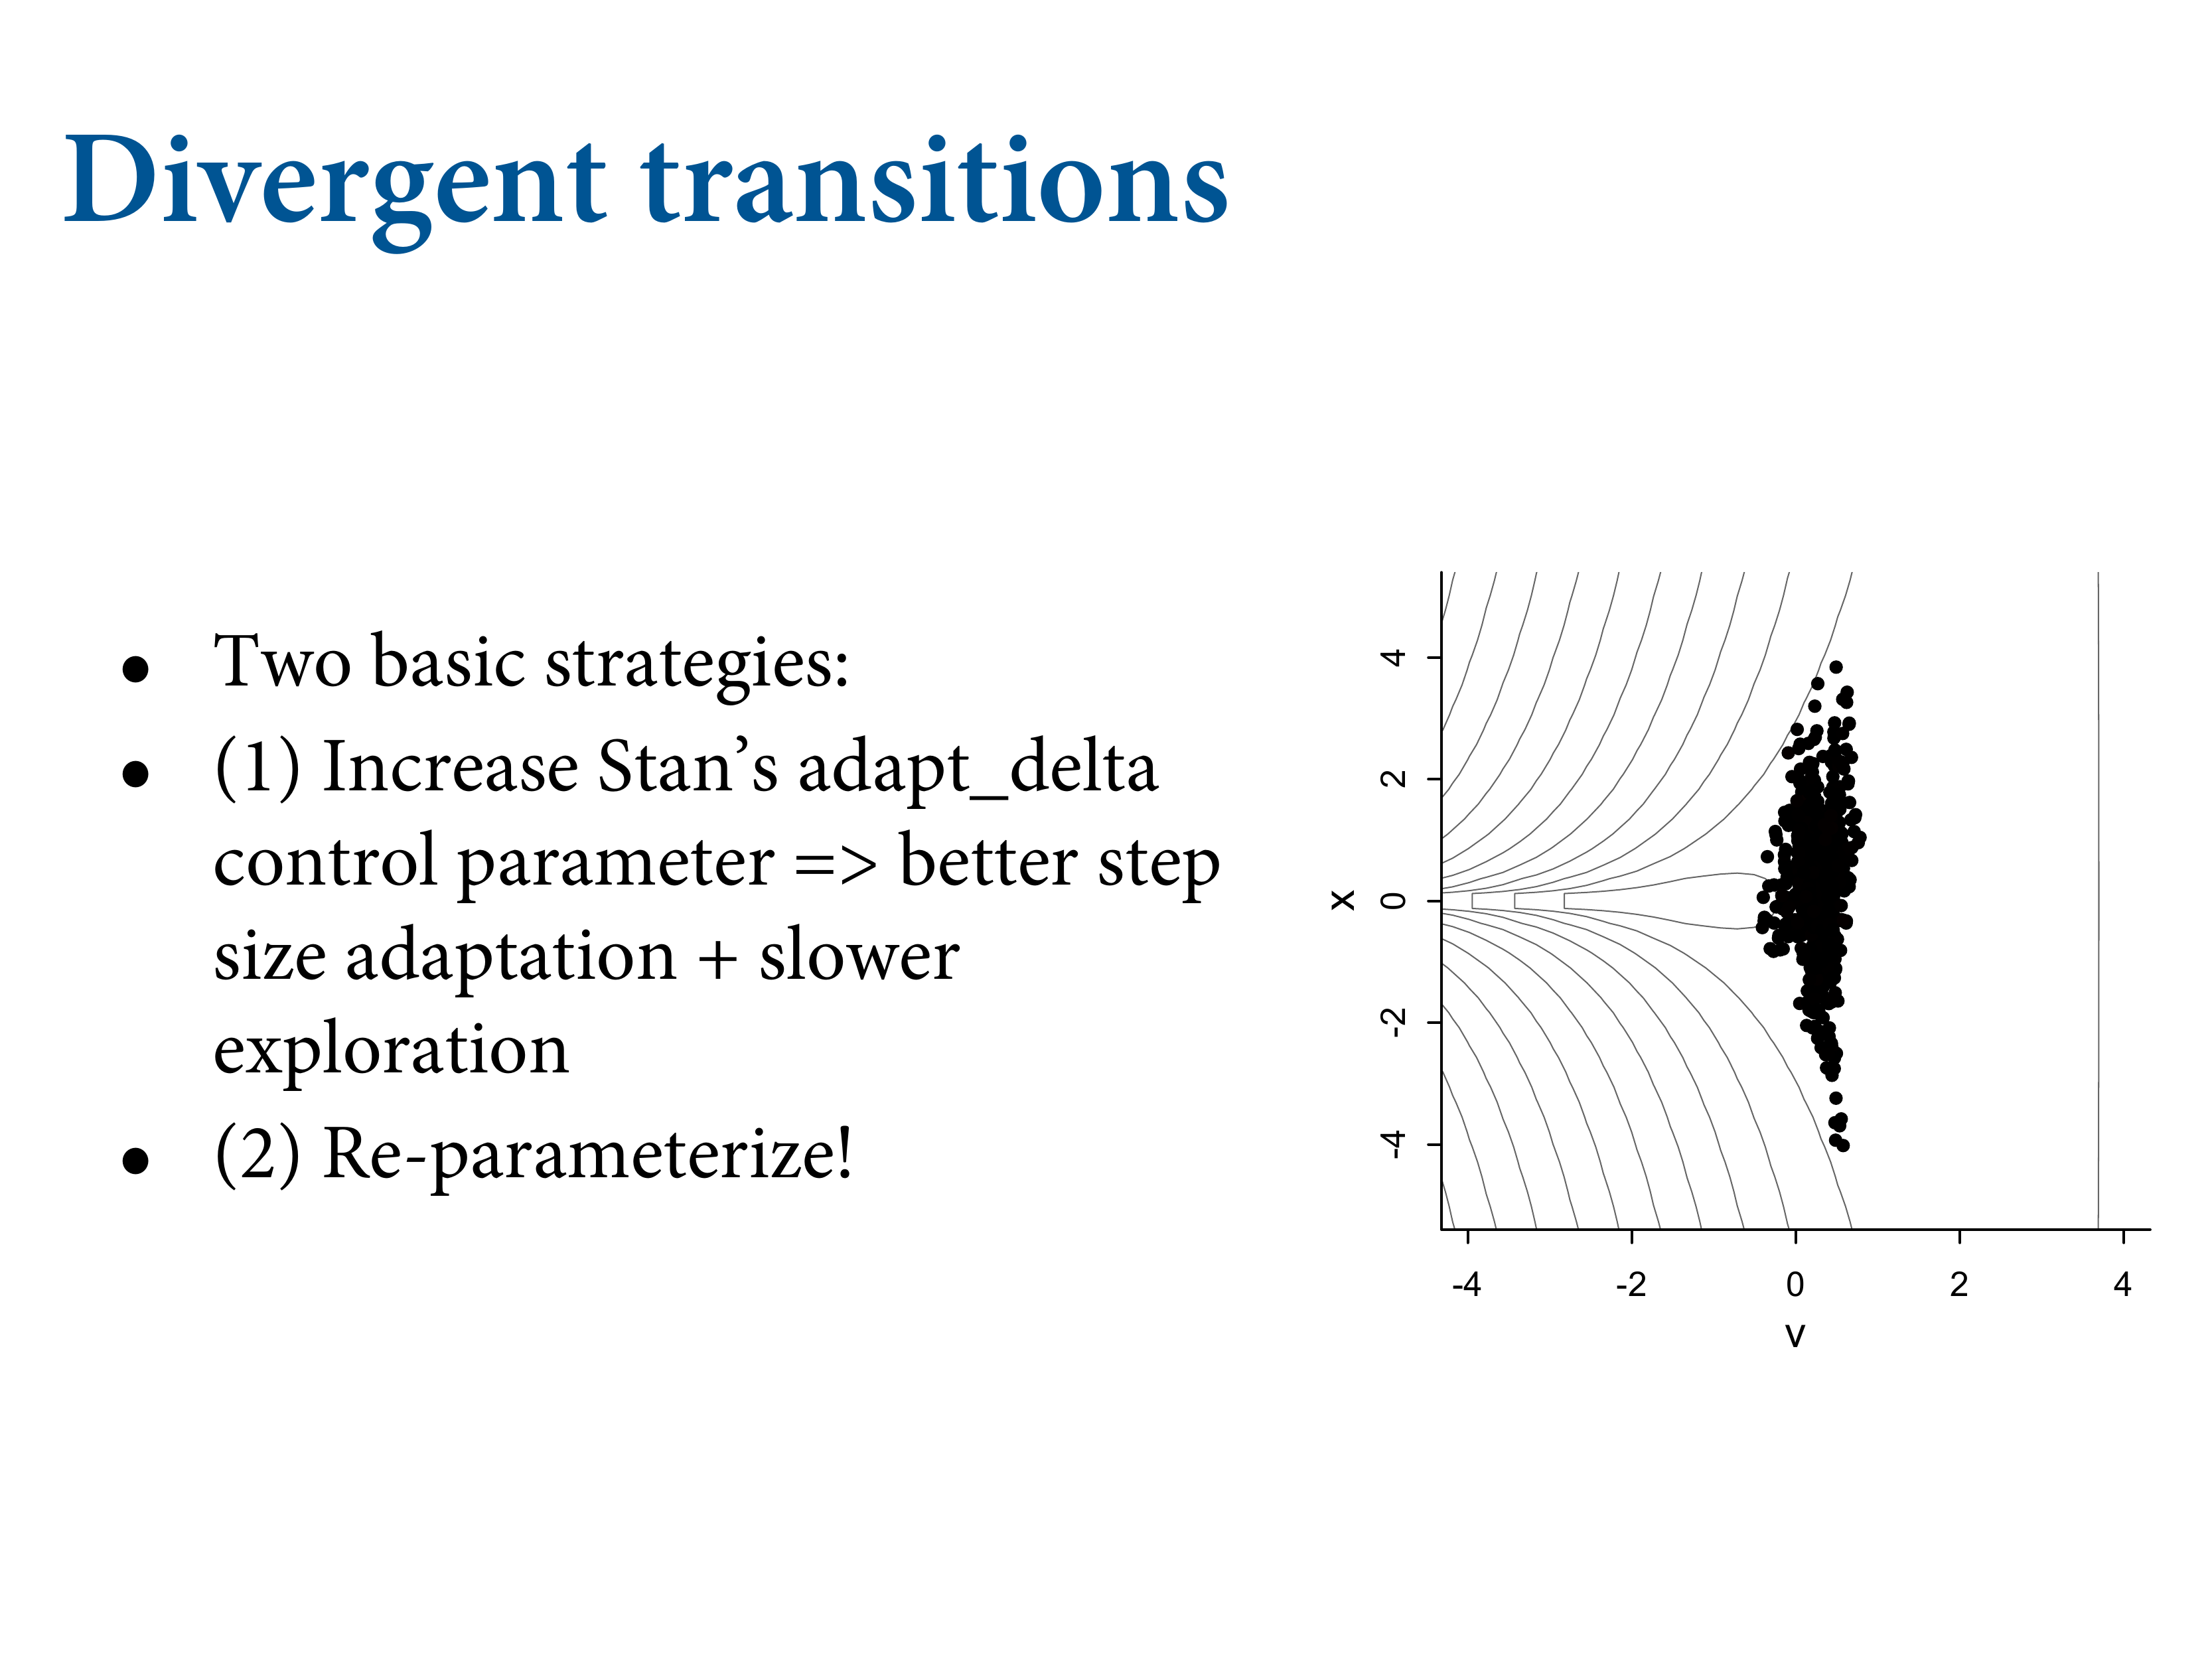 Divergent transitions
• Two basic strategies:
• (1) Increase Stan’s adapt_delta
control parameter => better step
size adaptation + slower
exploration
• (2) Re-parameterize!
4
2
0
-2
-4
x
-4 -2 0 2 4
v